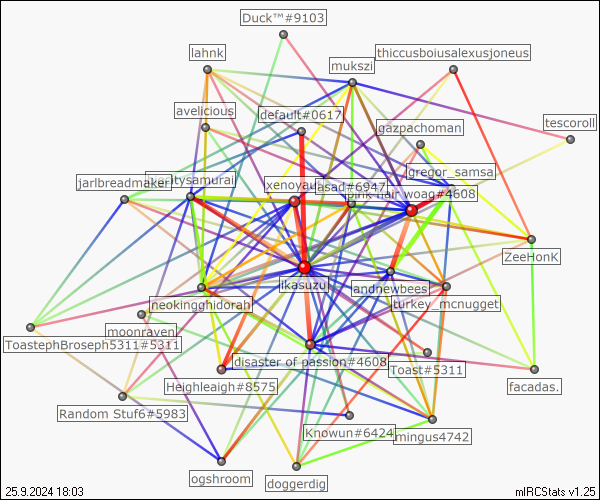 Duck™#9103
lahnk
thiccusboiusalexusjoneus
mukszi
avelicious
default#0617
tescoroll
gazpachoman
gregor_samsa
jarlbreadmaker
itysamurai
xenoyau
asad#6947
hair woag#4608
ZeeHonK
Ikasuzu
landnewbees
neokingghidorah
turkey_mcnugget
moonraven
ToastephBroseph5311#5311
disaster of passion#4608
Toast#5311
Heighleaigh#8575
facadas.
Random Stuf6#5983
Knowun#6424
mingus4742
ogshroom
doggerdig
25.9.2024 18:03
mIRCStats v1.25